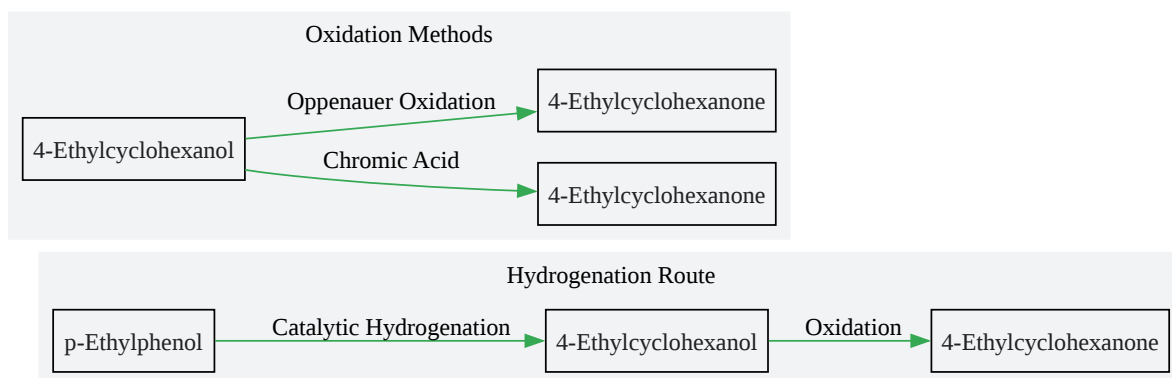 Oxidation Methods
4-Ethylcyclohexanol
Oppenauer Oxidation
4-Ethylcyclohexanone
Chromic Acid
4-Ethylcyclohexanone
Hydrogenation Route
p-Ethylphenol
Catalytic Hydrogenation
4-Ethylcyclohexanol
Oxidation
4-Ethylcyclohexanone